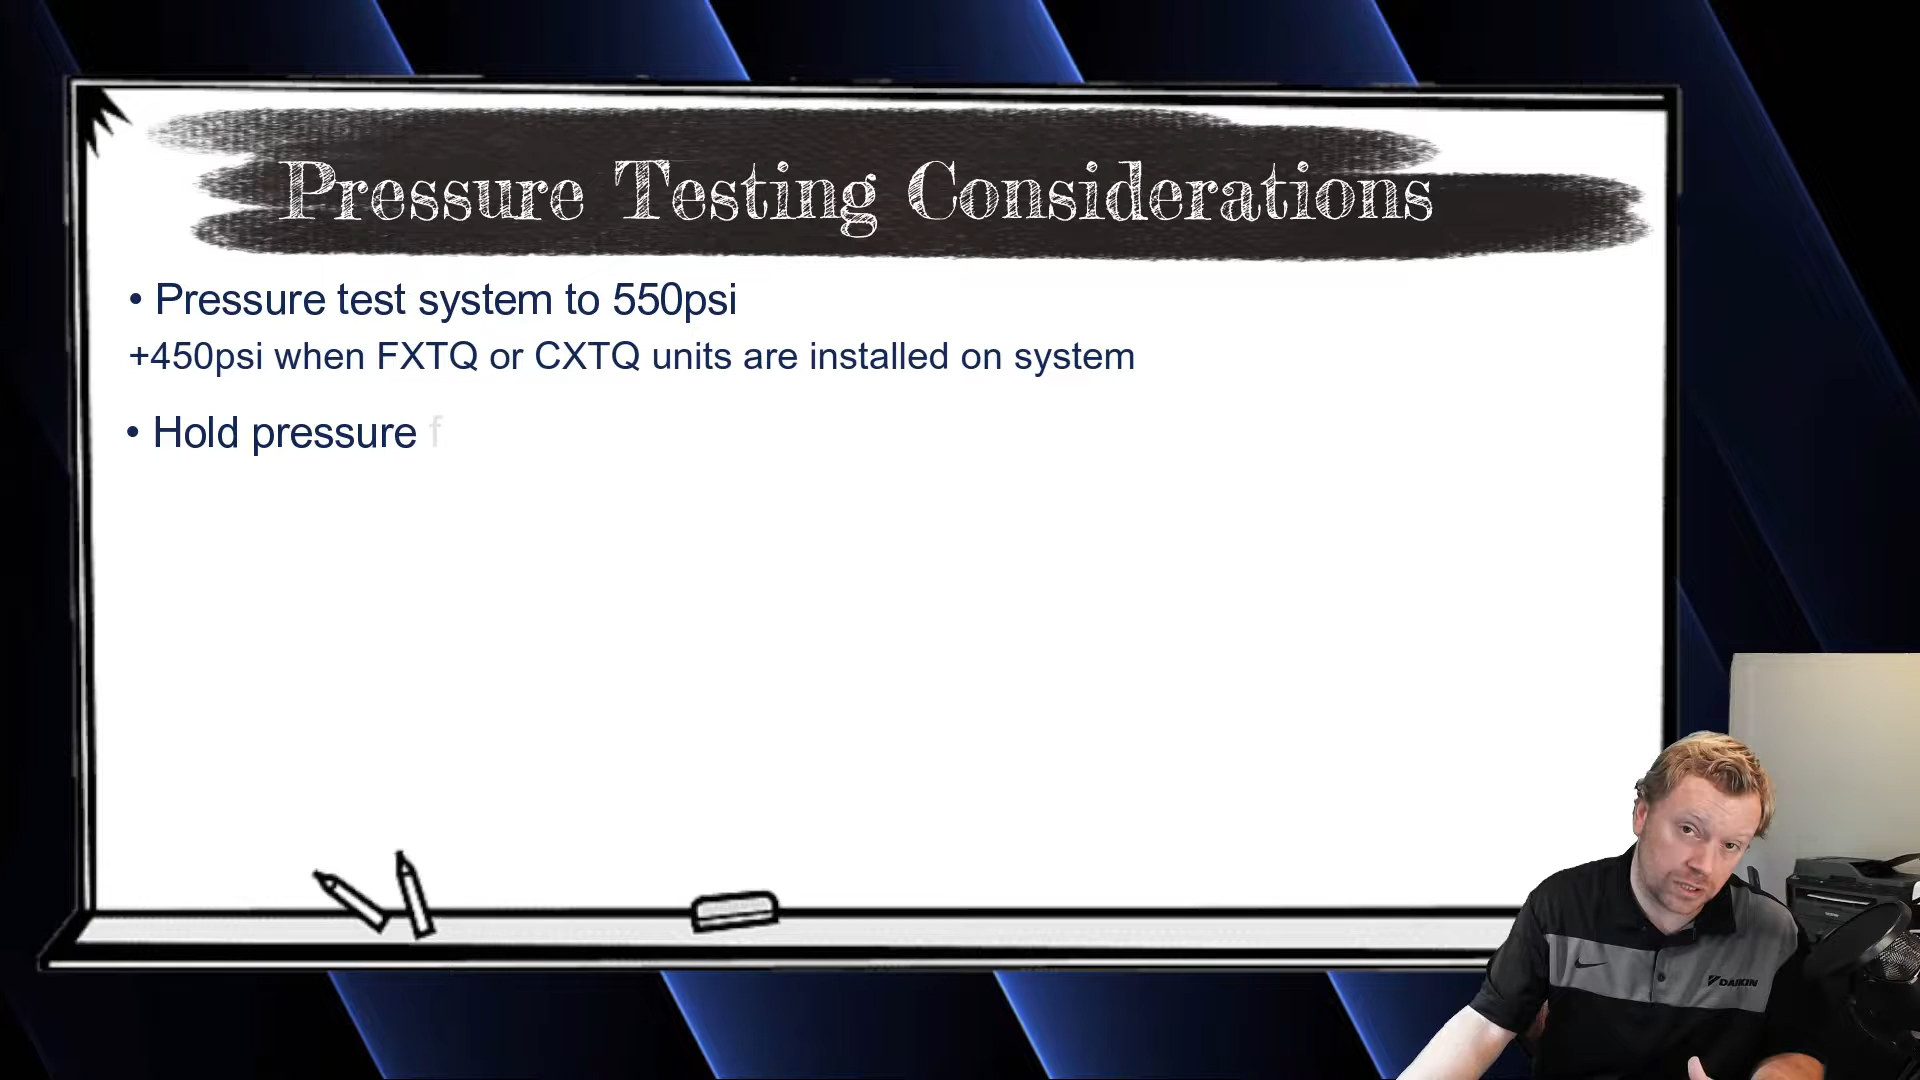 Pressure Testing Considerations
• Pressure test system to 550psi
+450psi when FXTQ or CXTQ units are installed on system
• Hold pressure f
DAIKIN